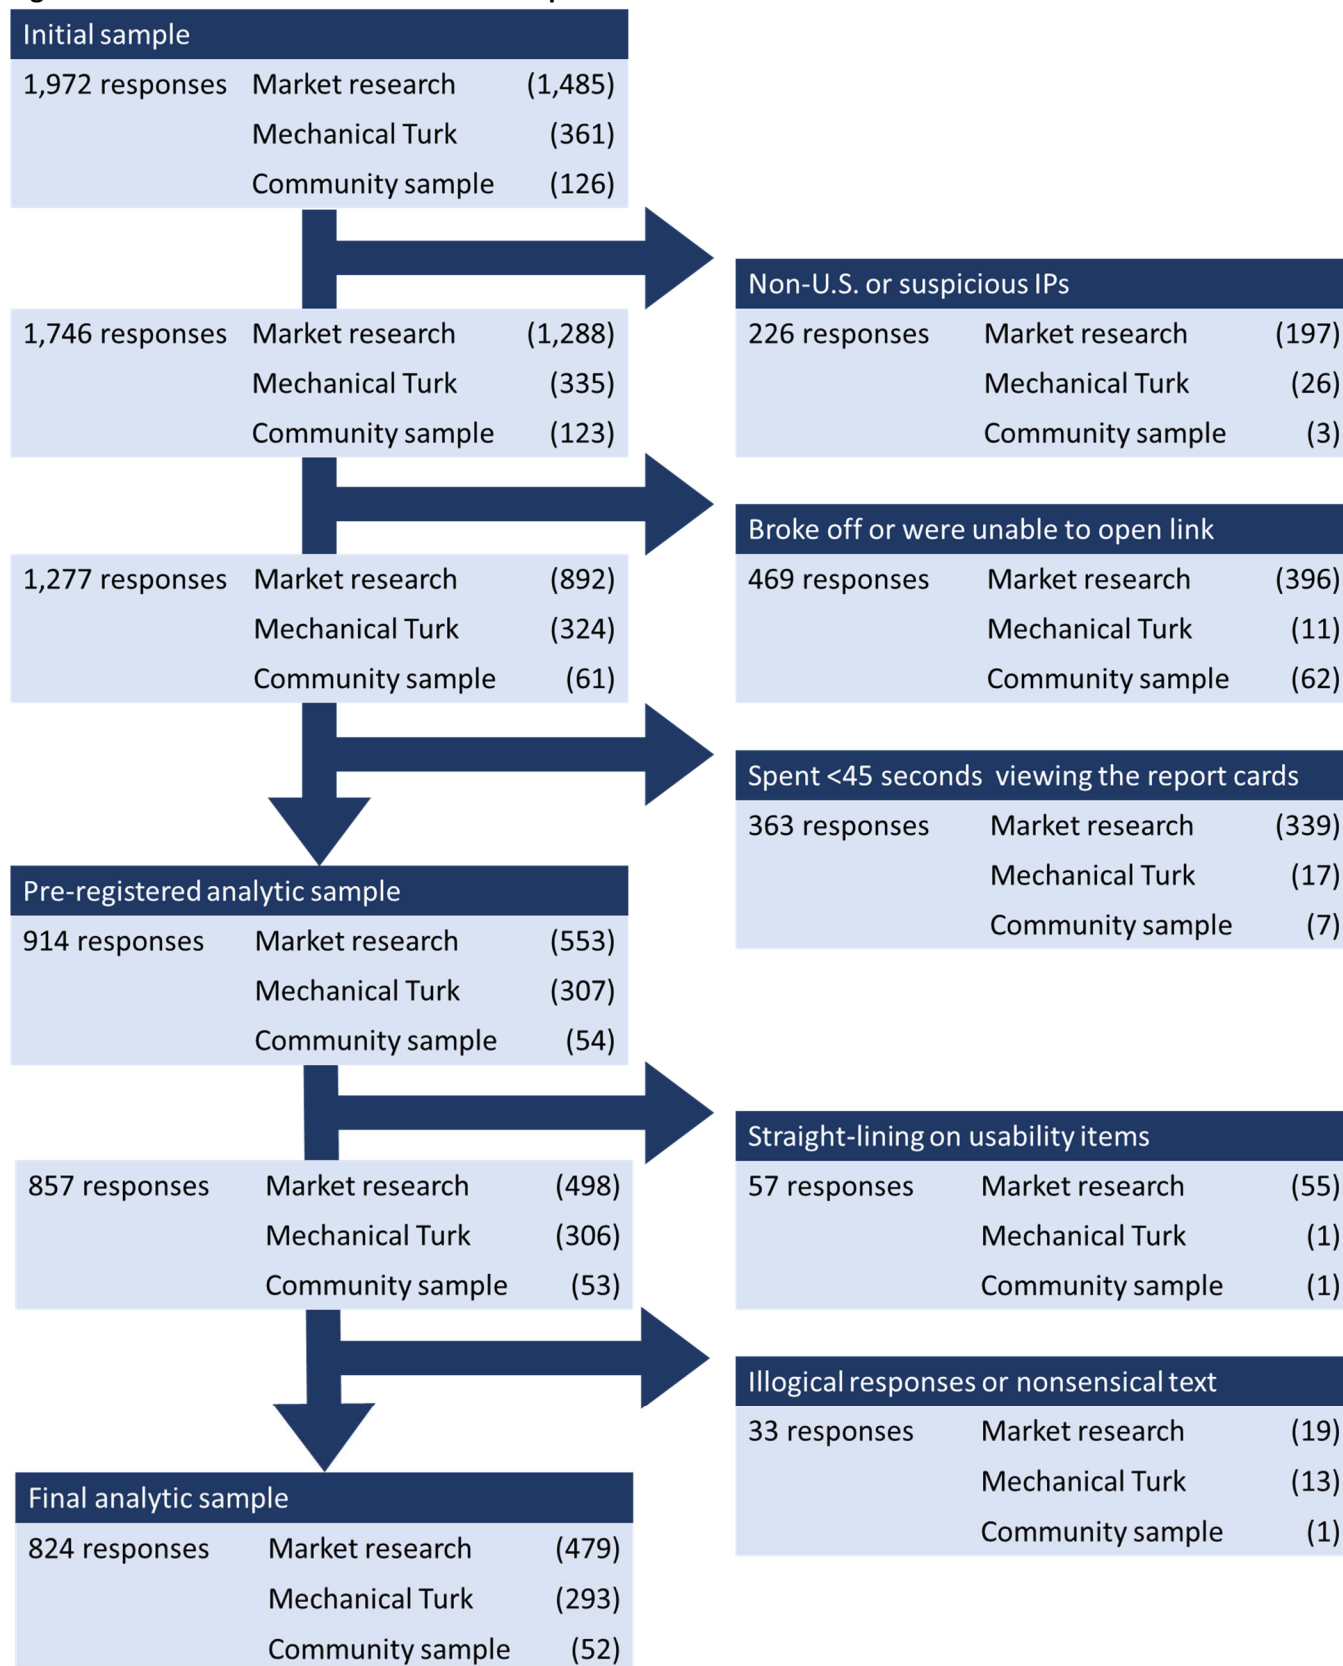 Initial sample
1,972 responses Market research (1,485)
Mechanical Turk (361)
Community sample (126)
Non-U.S. or suspicious IPs
1,746 responses Market research (1,288)
Mechanical Turk (335)
Community sample (123)
226 responses Market research (197)
Mechanical Turk (26)
Community sample (3)
Broke off or were unable to open link
1,277 responses Market research (892)
Mechanical Turk (324)
Community sample (61)
469 responses Market research (396)
Mechanical Turk (11)
Community sample (62)
Spent <45 seconds viewing the report cards
363 responses Market research (339)
Mechanical Turk (17)
Community sample (7)
Pre-registered analytic sample
914 responses Market research (553)
Mechanical Turk (307)
Community sample (54)
Straight-lining on usability items
857 responses Market research (498)
Mechanical Turk (306)
Community sample (53)
57 responses Market research (55)
Mechanical Turk (1)
Community sample (1)
Illogical responses or nonsensical text
33 responses Market research (19)
Mechanical Turk (13)
Community sample (1)
Final analytic sample
824 responses Market research (479)
Mechanical Turk (293)
Community sample (52)